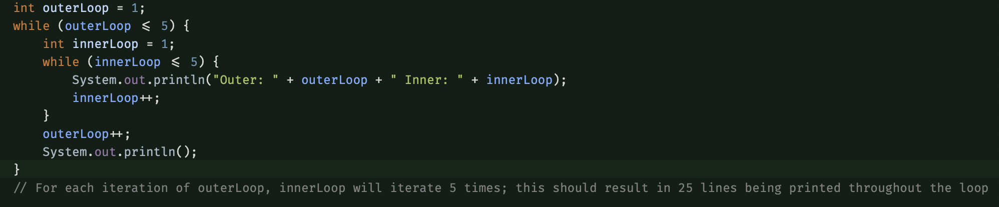 int outerLoop = 1;
while (outerLoop <= 5) {
    int innerLoop = 1;
    while (innerLoop <= 5) {
        System.out.println("Outer: " + outerLoop + " Inner: " + innerLoop);
        innerLoop++;
    }
    outerLoop++;
    System.out.println();
}
// For each iteration of outerLoop, innerLoop will iterate 5 times; this should result in 25 lines being printed throughout the loop